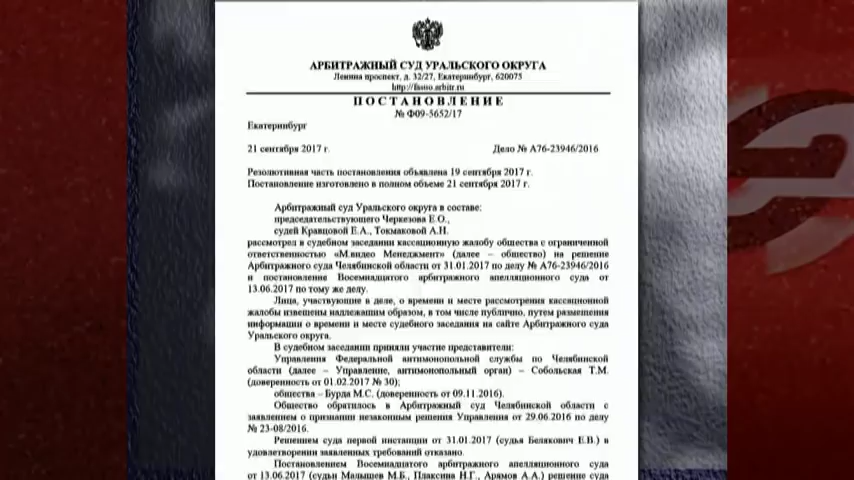 АРБИТРАЖНЫЙ СУД УРАЛЬСКОГО ОКРУГА
Ленина проспект, д. 32/27, Екатеринбург, 620075
http://fasuo.arbitr.ru
ПОСТАНОВЛЕНИЕ
№ Ф09-5652/17
Екатеринбург
21 сентября 2017 г. Дело № А76-23946/2016
Резолютивная часть постановления объявлена 19 сентября 2017 г.
Постановление изготовлено в полном объеме 21 сентября 2017 г.
Арбитражный суд Уральского округа в составе:
председательствующего Черкезова Е.О.,
судей Кравцовой Е.А., Токмаковой А.Н.
рассмотрел в судебном заседании кассационную жалобу общества с ограниченной
ответственностью «М.видео Менеджмент» (далее – общество) на решение
Арбитражного суда Челябинской области от 31.01.2017 по делу № А76-23946/2016
и постановление Восемнадцатого арбитражного апелляционного суда от
13.06.2017 по тому же делу.
Лица, участвующие в деле, о времени и месте рассмотрения кассационной
жалобы извещены надлежащим образом, в том числе публично, путем размещения
информации о времени и месте судебного заседания на сайте Арбитражного суда
Уральского округа.
В судебном заседании приняли участие представители:
Управления Федеральной антимонопольной службы по Челябинской
области (далее – Управление, антимонопольный орган) – Собольская Т.М.
(доверенность от 01.02.2017 № 30);
общества – Бурда М.С. (доверенность от 09.11.2016).
Общество обратилось в Арбитражный суд Челябинской области с
заявлением о признании незаконным решения Управления от 29.06.2016 по делу
№ 23-08/2016.
Решением суда первой инстанции от 31.01.2017 (судья Белякович Е.В.) в
удовлетворении заявленных требований отказано.
Постановлением Восемнадцатого арбитражного апелляционного суда
от 13.06.2017 (судьи Малышев М.Б., Плаксина Н.Г., Арямов А.А.) решение суда